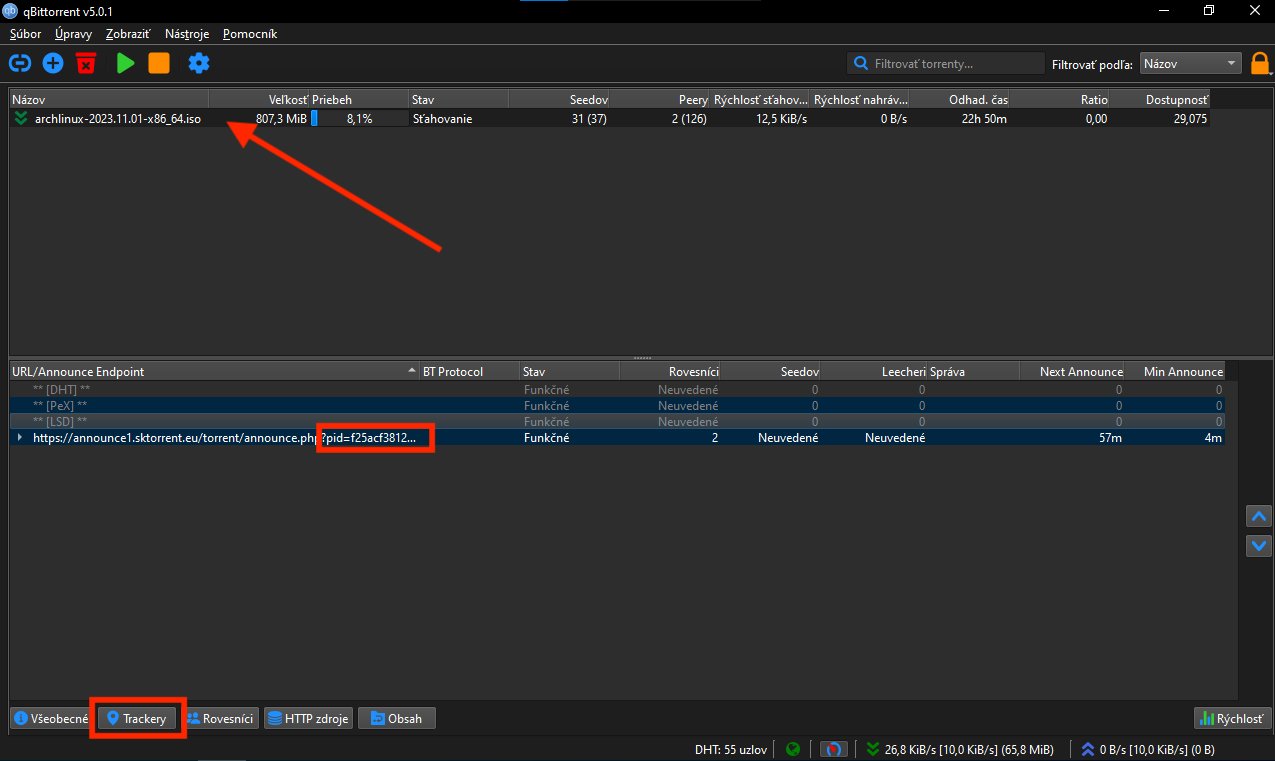 qBittorrent v5.0.1
Súbor Úpravy Zobraziť Nástroje Pomocník
Filtrovať torrenty... Filtrovať podľa: Názov
Názov Veľkosť Priebeh Stav Seedov Peery Rýchlosť sťahov... Rýchlosť nahráv... Odhad. čas Ratio Dostupnosť
archlinux-2023.11.01-x86_64.iso 807,3 MiB 8,1% Sťahovanie 31 (37) 2 (126) 12,5 KiB/s 0 B/s 22h 50m 0,00 29,075
URL/Announce Endpoint BT Protocol Stav Rovesníci Seedov Leecheri Správa Next Announce Min Announce
** [DHT] ** Funkčné Neuvedené 0 0 0 0
** [PeX] ** Funkčné Neuvedené 0 0 0 0
** [LSD] ** Funkčné Neuvedené 0 0 0 0
https://announce1.sktorrent.eu/torrent/announce.php?pid=f25acf3812... Funkčné 2 Neuvedené Neuvedené 57m 4m
Všeobecné Trackery Rovesníci HTTP zdroje Obsah Rýchlosť
DHT: 55 uzlov 26,8 KiB/s [10,0 KiB/s] (65,8 MiB) 0 B/s [10,0 KiB/s] (0 B)